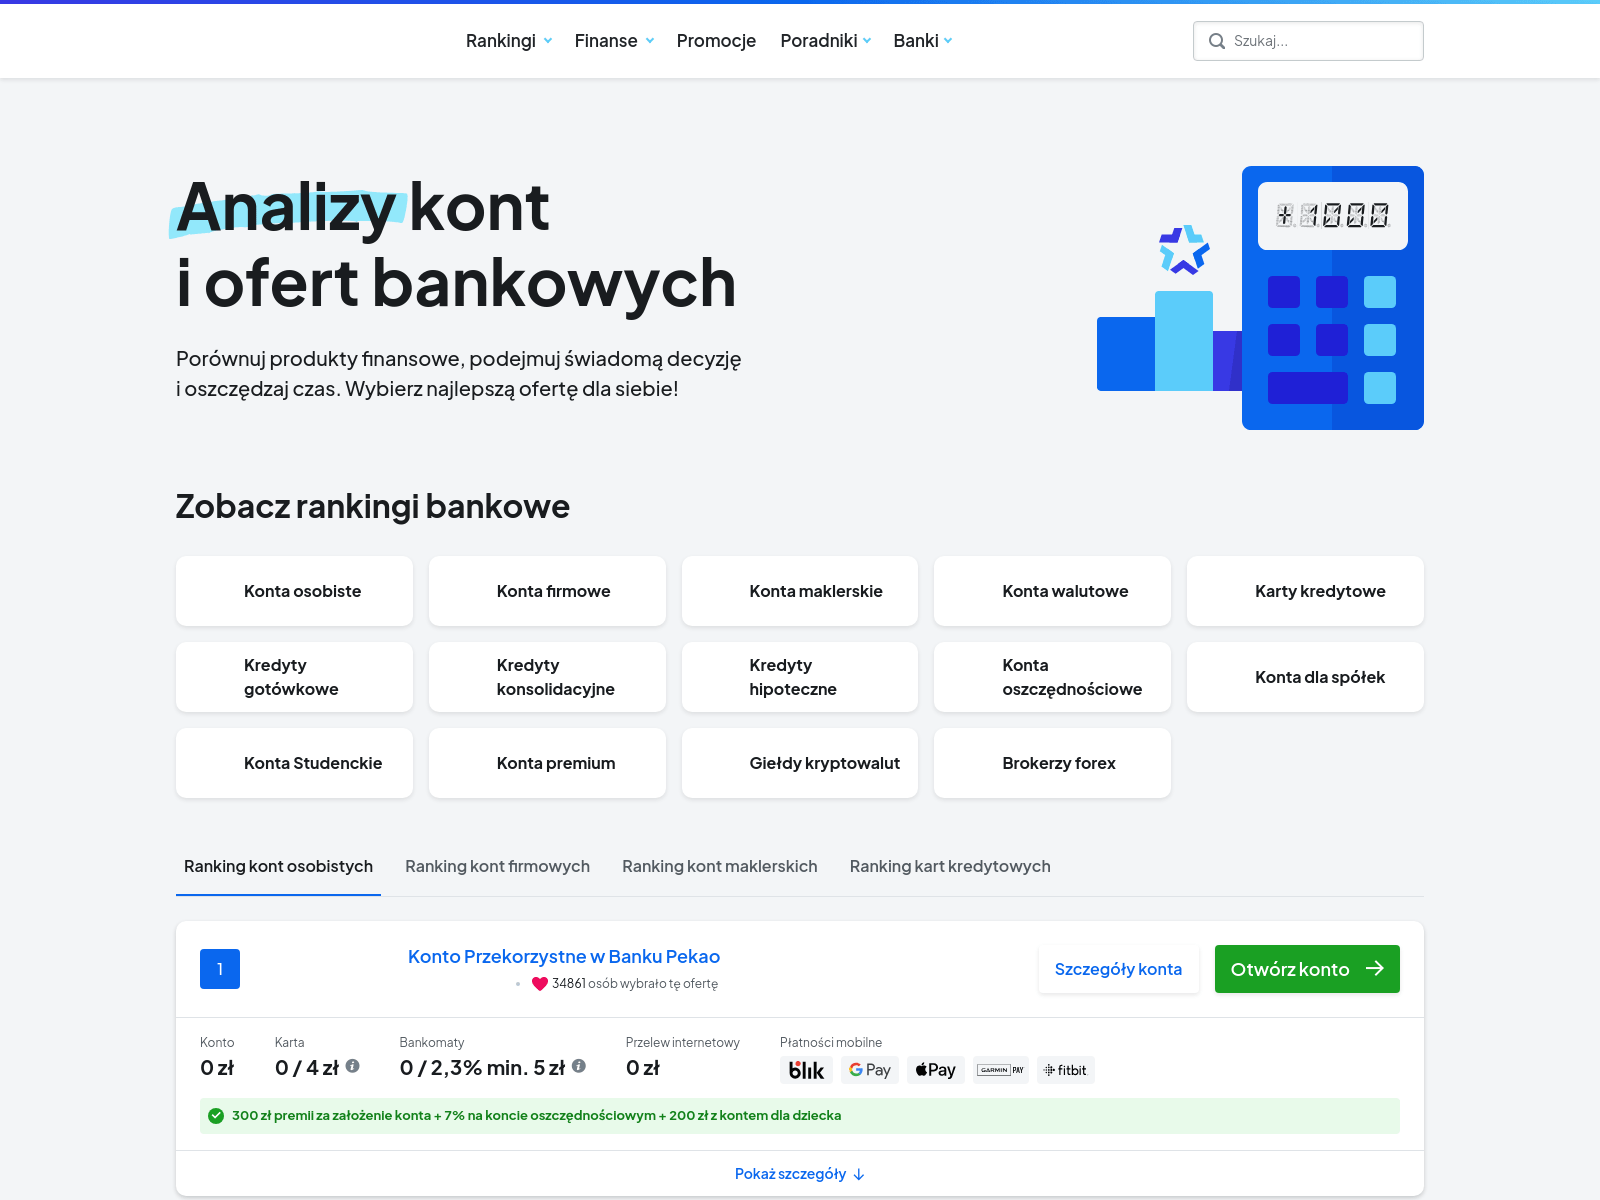 Rankingi Finanse Promocje Poradniki Banki Szukaj...
+1000
Analizy kont
i ofert bankowych
Porównuj produkty finansowe, podejmuj świadomą decyzję
i oszczędzaj czas. Wybierz najlepszą ofertę dla siebie!
Zobacz rankingi bankowe
Konta osobiste
Konta firmowe
Konta maklerskie
Konta walutowe
Karty kredytowe
Kredyty
gotówkowe
Kredyty
konsolidacyjne
Kredyty
hipoteczne
Konta
oszczędnościowe
Konta dla spółek
Konta Studenckie
Konta premium
Giełdy kryptowalut
Brokerzy forex
Ranking kont osobistych Ranking kont firmowych Ranking kont maklerskich Ranking kart kredytowych
1
Konto Przekorzystne w Banku Pekao
34861 osób wybrało tę ofertę
Szczegóły konta
Otwórz konto
Konto
0 zł
Karta
0 / 4 zł
Bankomaty
0 / 2,3% min. 5 zł
Przelew internetowy
0 zł
Płatności mobilne
blik G Pay Pay GARMIN PAY fitbit
300 zł premii za założenie konta + 7% na koncie oszczędnościowym + 200 zł z kontem dla dziecka
Pokaż szczegóły